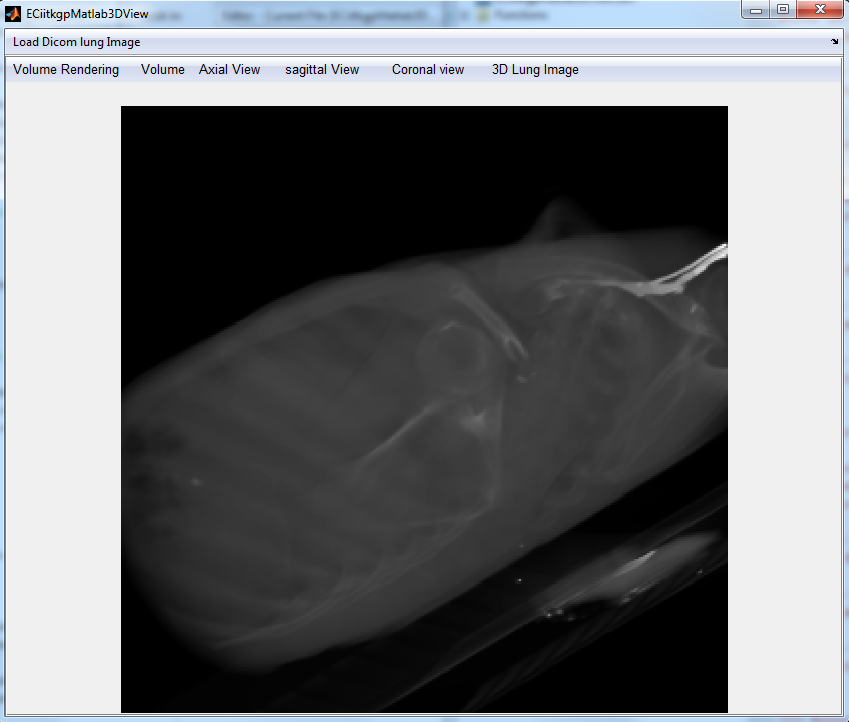 ECiitkgpMatlab3DView
Load Dicom lung Image
Volume Rendering Volume Axial View sagittal View Coronal view 3D Lung Image